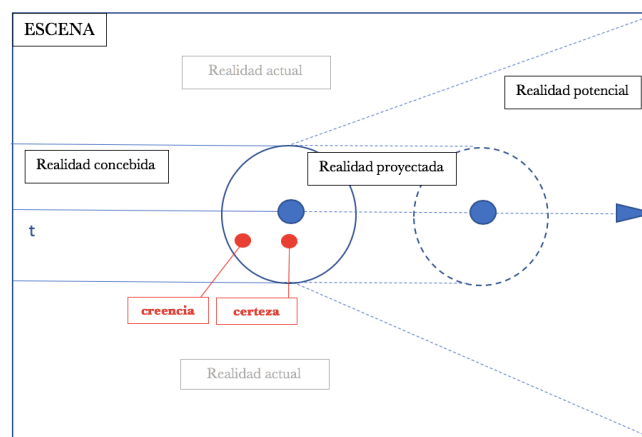 ESCENA
Realidad actual
Realidad potencial
Realidad concebida
Realidad proyectada
t
creencia
certeza
Realidad actual